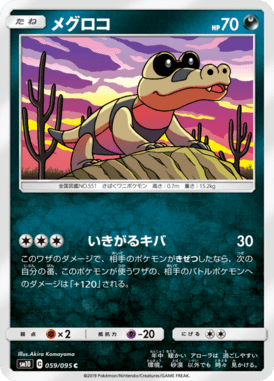 たね メグロコ HP70
全国図鑑NO.551 さばくワニポケモン 高さ:0.7m 重さ:15.2kg
いきがるキバ 30
このワザのダメージで、相手のポケモンがきぜつしたなら、次の
自分の番、このポケモンが使うワザの、相手のバトルポケモン
へのダメージは「+120」される。
弱点 ×2 抵抗力 -20 にげる
Illus.Akira Komayama
sm10 C 059/095 C
©2019 Pokémon/Nintendo/Creatures/GAME FREAK.